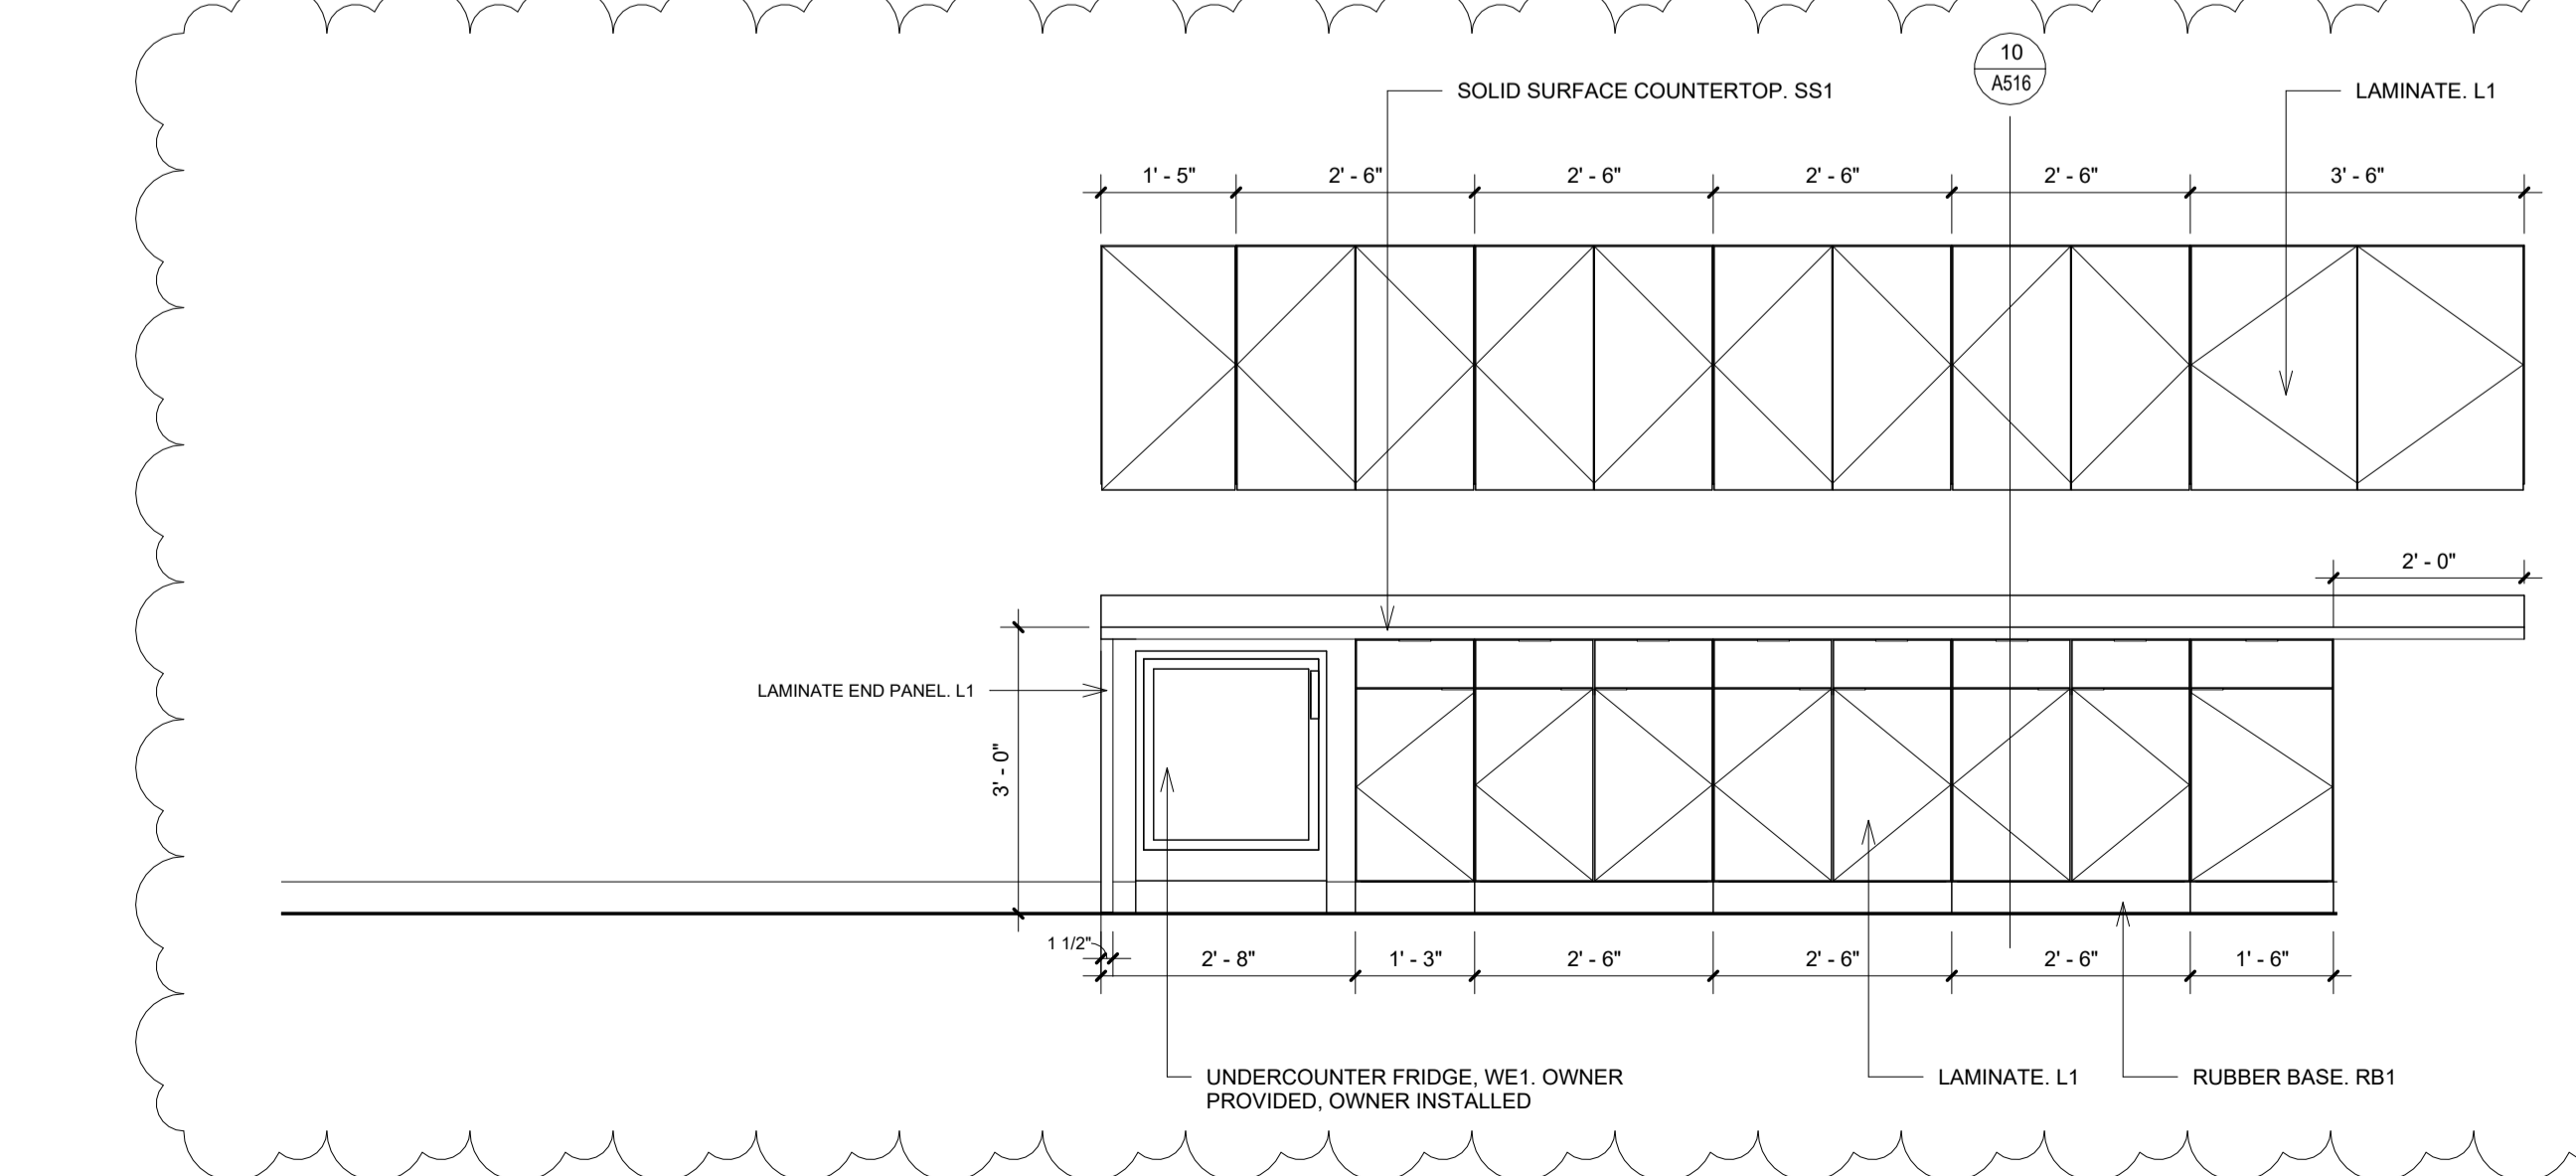 10
A516
SOLID SURFACE COUNTERTOP. SS1
LAMINATE. L1
1' - 5"
2' - 6"
2' - 6"
2' - 6"
2' - 6"
3' - 6"
2' - 0"
LAMINATE END PANEL. L1
3' - 0"
1 1/2"
2' - 8"
1' - 3"
2' - 6"
2' - 6"
2' - 6"
1' - 6"
UNDERCOUNTER FRIDGE, WE1. OWNER
PROVIDED, OWNER INSTALLED
LAMINATE. L1
RUBBER BASE. RB1